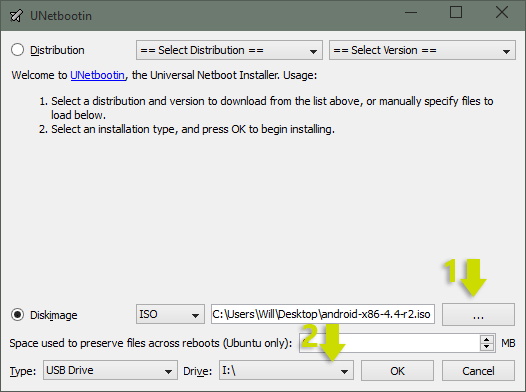 UNetbootin
Distribution == Select Distribution == == Select Version ==
Welcome to UNetbootin, the Universal Netboot Installer. Usage:
1. Select a distribution and version to download from the list above, or manually specify files to
load below.
2. Select an installation type, and press OK to begin installing.
1
Diskimage ISO C:\Users\Will\Desktop\android-x86-4.4-r2.iso ...
2
Space used to preserve files across reboots (Ubuntu only): MB
Type: USB Drive Drive: I:\ OK Cancel